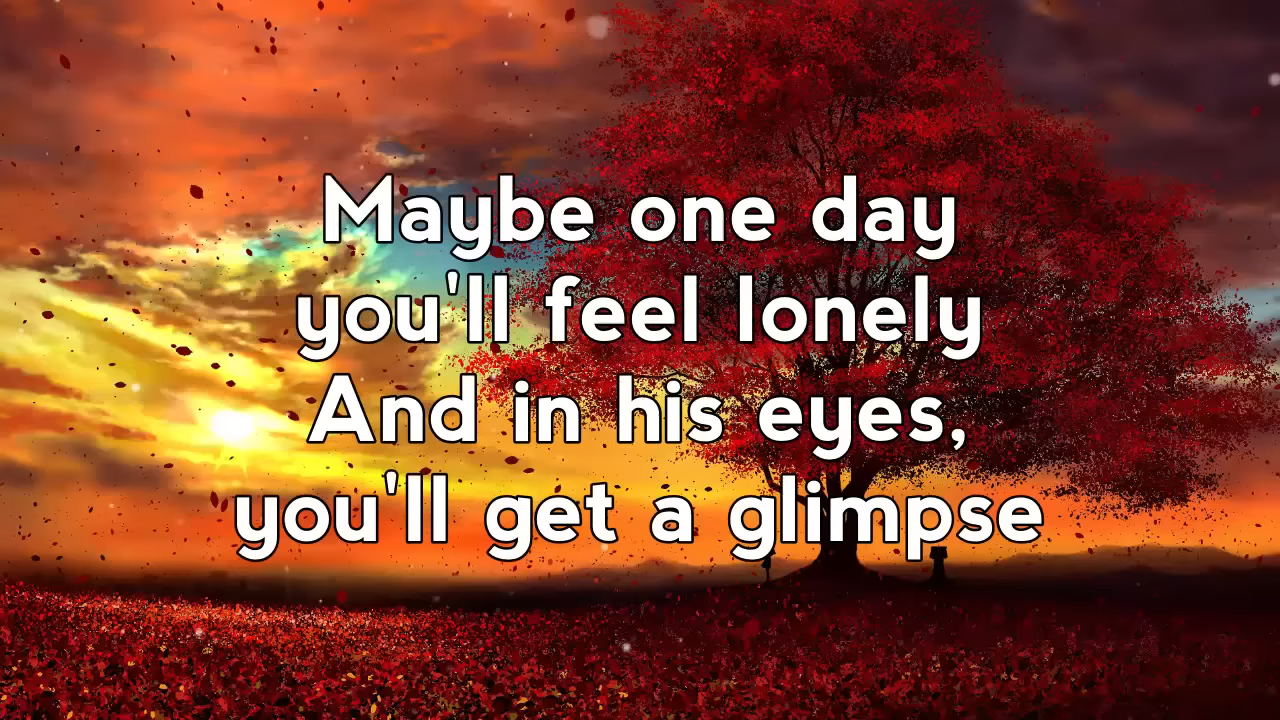 Maybe one day
you'll feel lonely
And in his eyes,
you'll get a glimpse